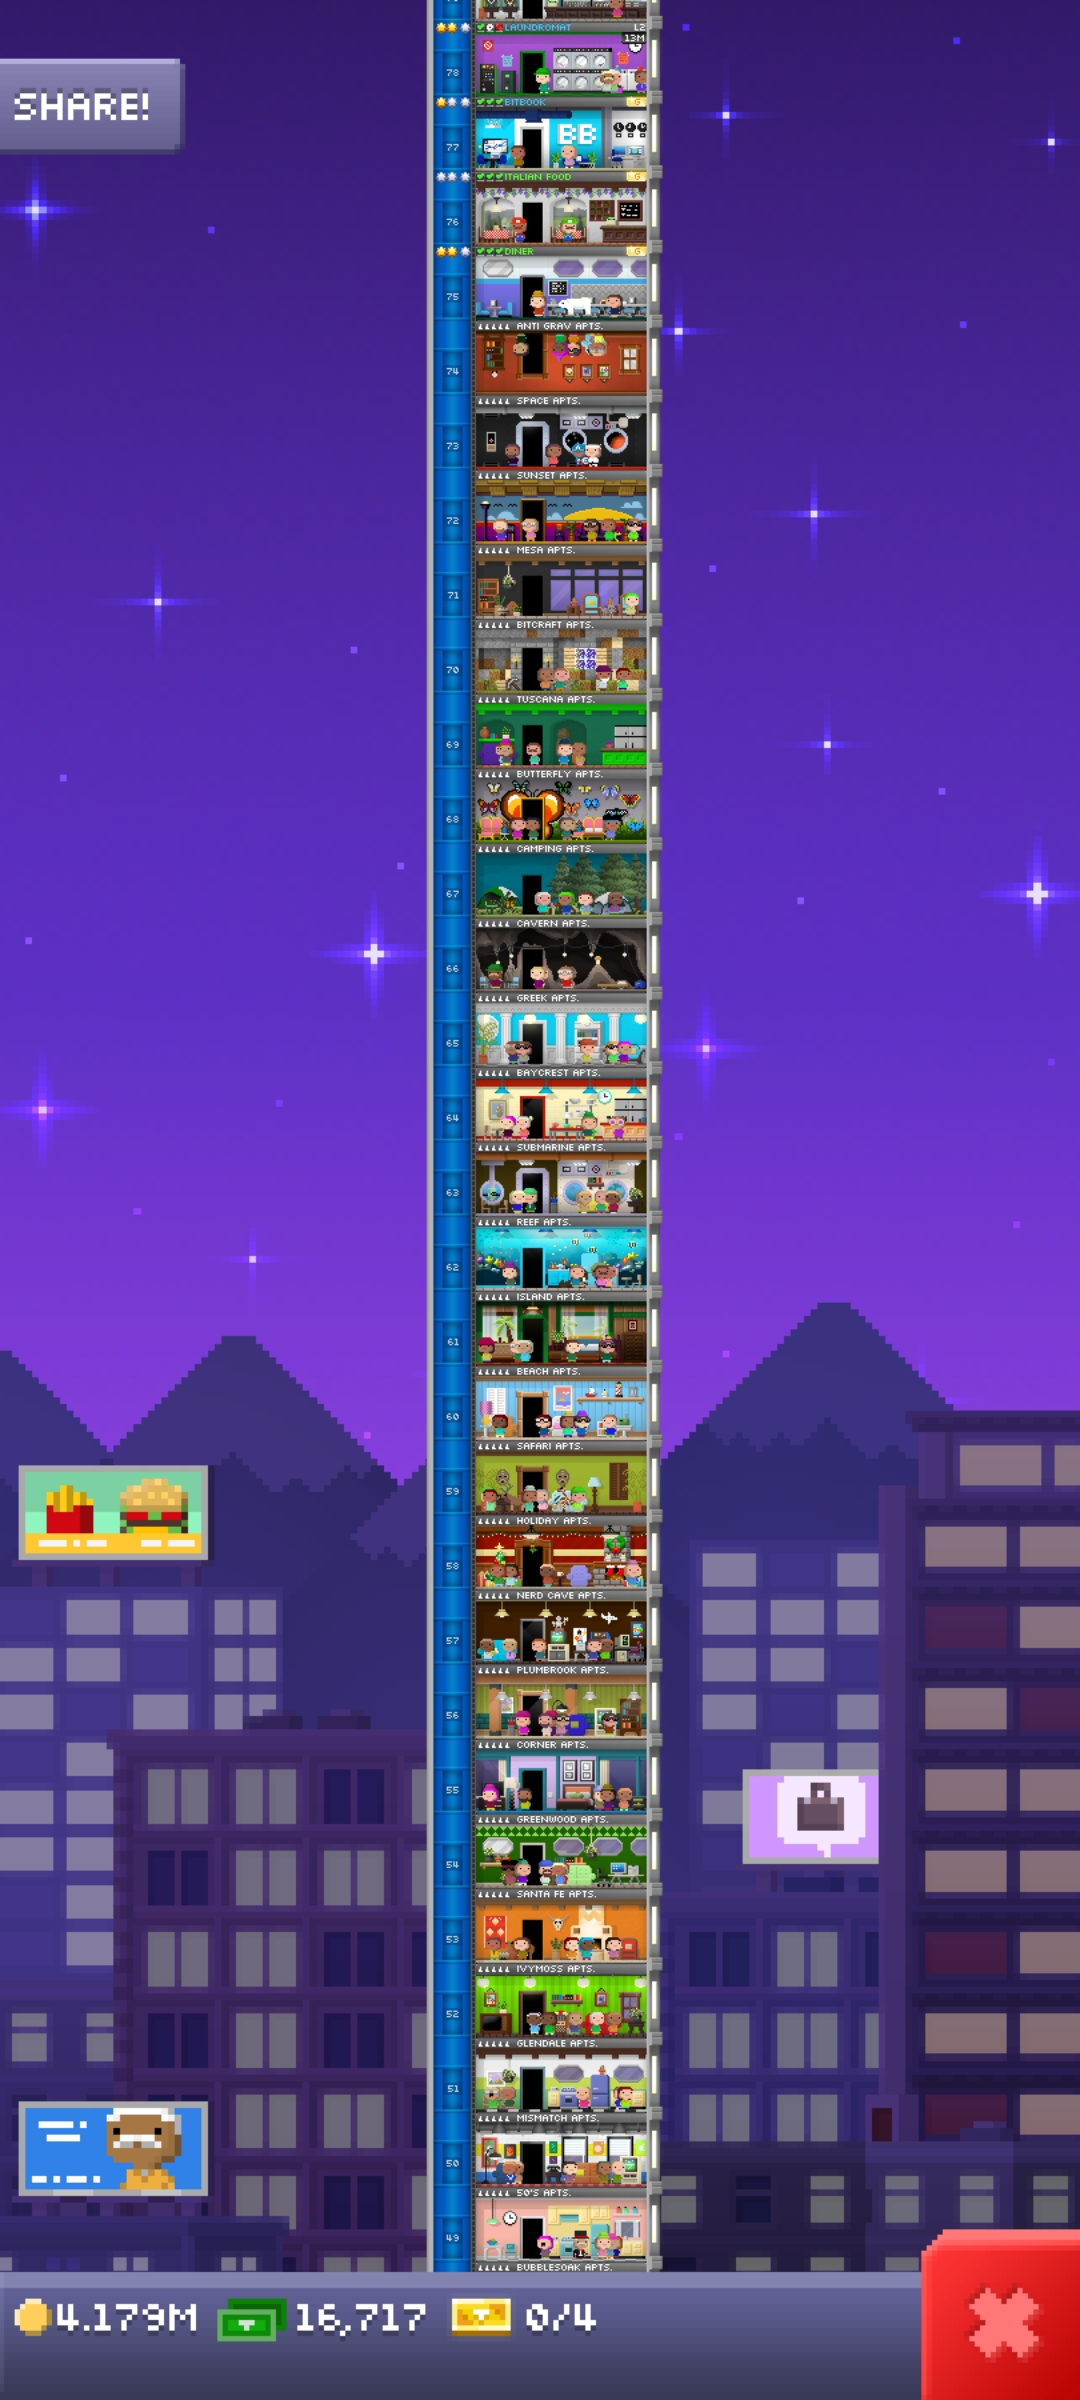 LAUNDROMAT L2
13M
78
BITBOOK G
BB
77
ITALIAN FOOD G
76
DINER G
75
ANTI GRAV APTS.
74
SPACE APTS.
73
SUNSET APTS.
72
MESA APTS.
71
BITCRAFT APTS.
70
TUSCANA APTS.
69
BUTTERFLY APTS.
68
CAMPING APTS.
67
CAVERN APTS.
66
GREEK APTS.
65
BAYCREST APTS.
64
SUBMARINE APTS.
63
REEF APTS.
62
ISLAND APTS.
61
BEACH APTS.
60
SAFARI APTS.
59
HOLIDAY APTS.
58
NERD CAVE APTS.
57
PLUMBROOK APTS.
56
CORNER APTS.
55
GREENWOOD APTS.
54
SANTA FE APTS.
53
IVYMOSS APTS.
52
GLENDALE APTS.
51
MISMATCH APTS.
50
50'S APTS.
49
BUBBLESOAK APTS.
SHARE!
4.179M 16,717 0/4